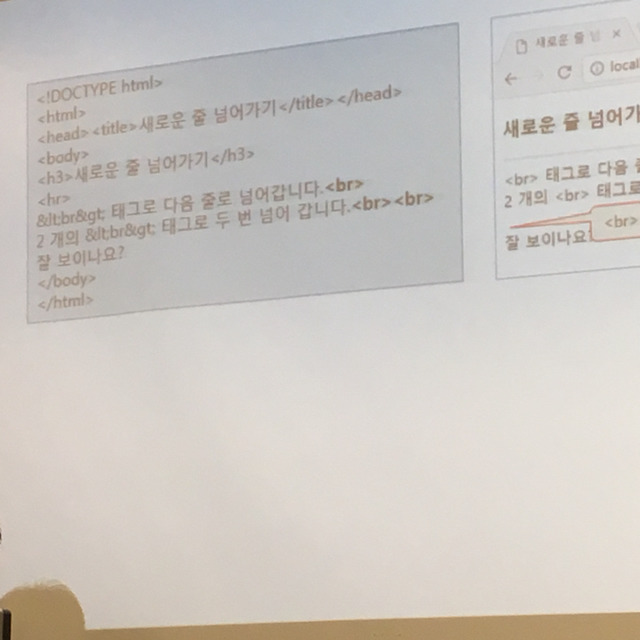 <!DOCTYPE html>
<html>
<head> <title>새로운 줄 넘어가기</title> </head>
<body>
<h3>새로운 줄 넘어가기</h3>
<hr>
&ltbr&gt; 태그로 다음 줄로 넘어갑니다.<br>
2 개의 &ltbr&gt; 태그로 두 번 넘어 갑니다.<br><br>
잘 보이나요?
</body>
</html>
새로운 줄
local
새로운 줄 넘어가
<br> 태그로 다음
2 개의 <br> 태그로
<br>
잘 보이나요